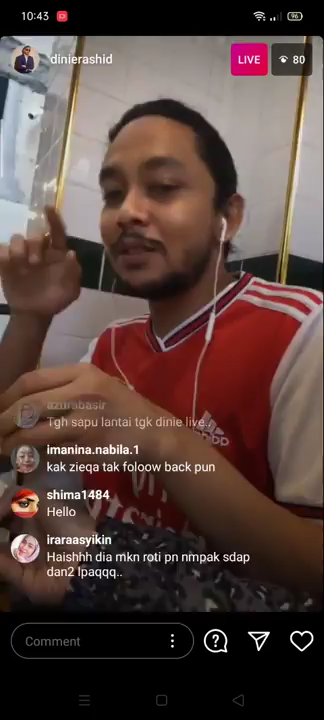 10:43
96
dinierashid
LIVE
80
azurabasir
Tgh sapu lantai tgk dinie live..
imanina.nabila.1
kak zieqa tak foloow back pun
shima1484
Hello
iraraasyikin
Haishhh dia mkn roti pn nmpak sdap
dan2 lpaqqq..
Comment